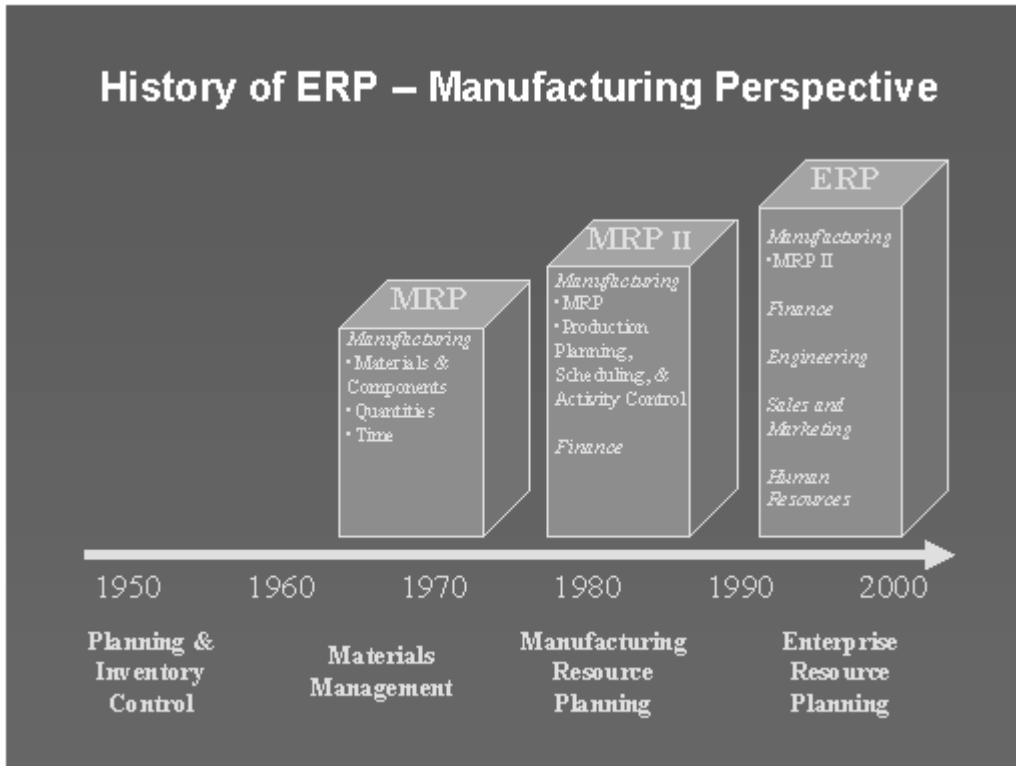 History of ERP – Manufacturing Perspective
MRP
Manufacturing
• Materials &
Components
• Quantities
• Time
MRP II
Manufacturing
• MRP
• Production
Planning,
Scheduling, &
Activity Control
Finance
ERP
Manufacturing
• MRP II
Finance
Engineering
Sales and
Marketing
Human
Resources
1950 1960 1970 1980 1990 2000
Planning &
Inventory
Control
Materials
Management
Manufacturing
Resource
Planning
Enterprise
Resource
Planning